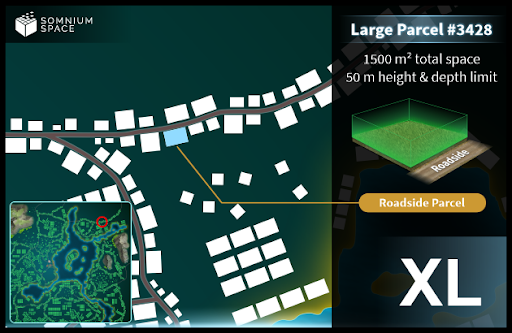 SOMNIUM
SPACE
Large Parcel #3428
1500 m² total space
50 m height & depth limit
Roadside
Roadside Parcel
XL